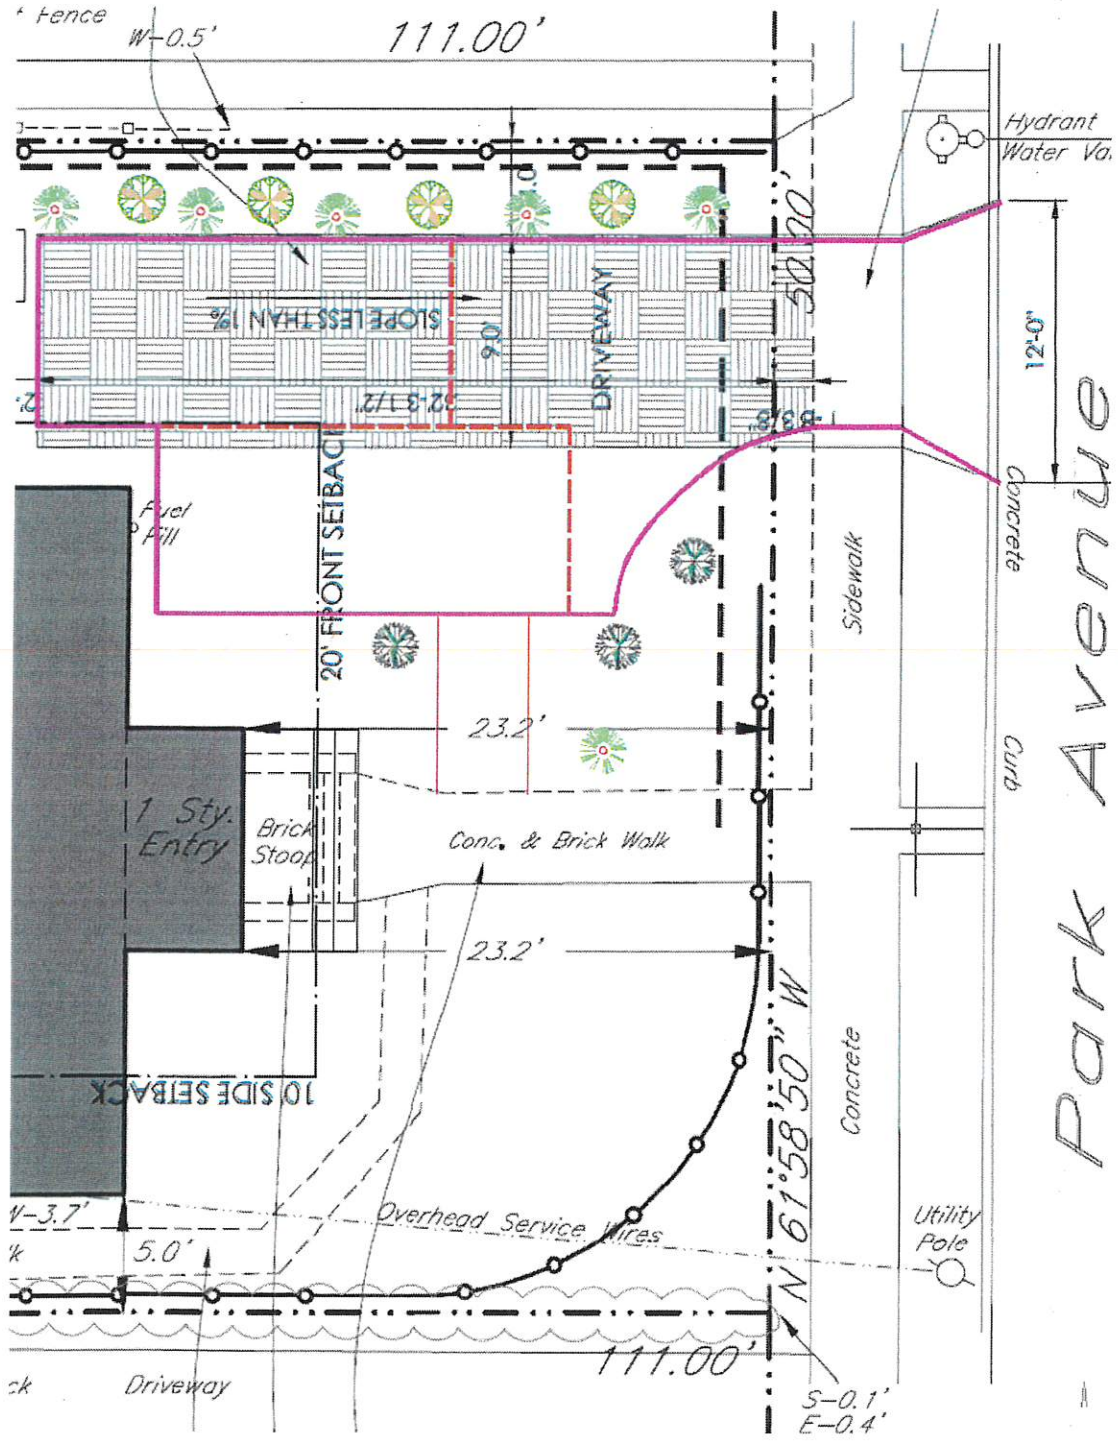 Fence
W-0.5'
111.00'
Hydrant
Water Va.
50.00'
SLOPE LESS THAN 1%
9.0'
DRIVEWAY
12'-0"
32'-3 1/2"
20' FRONT SETBACK
Fuel
Fill
Concrete
Sidewalk
Curb
Park Avenue
23.2'
1 Sty.
Entry
Brick
Stoop
Conc. & Brick Walk
23.2'
N 61°58'50" W
Concrete
10' SIDE SETBACK
W-3.7'
5.0'
Overhead Service Wires
Utility
Pole
111.00'
Driveway
S-0.1'
E-0.4'